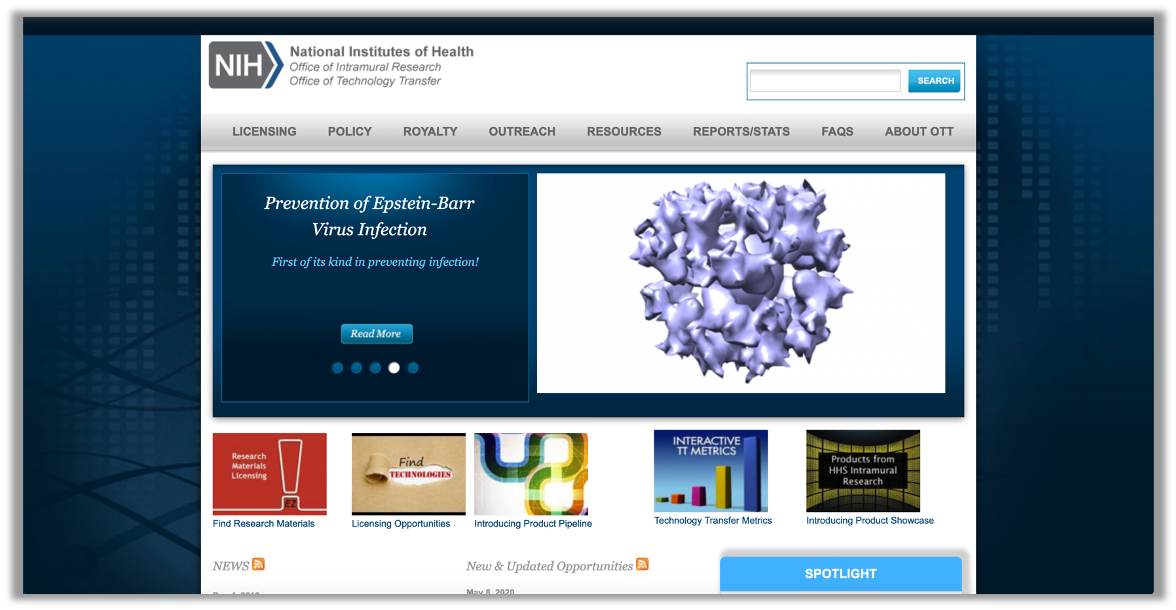 NIH
National Institutes of Health
Office of Intramural Research
Office of Technology Transfer
SEARCH
LICENSING POLICY ROYALTY OUTREACH RESOURCES REPORTS/STATS FAQS ABOUT OTT
Prevention of Epstein-Barr
Virus Infection
First of its kind in preventing infection!
Read More
Research
Materials
Licensing
EZ
Find Research Materials
Find
TECHNOLOGIES
Licensing Opportunities
Introducing Product Pipeline
INTERACTIVE
TT METRICS
Technology Transfer Metrics
Products from
HHS Intramural
Research
Introducing Product Showcase
NEWS
New & Updated Opportunities
SPOTLIGHT
May 8, 2020